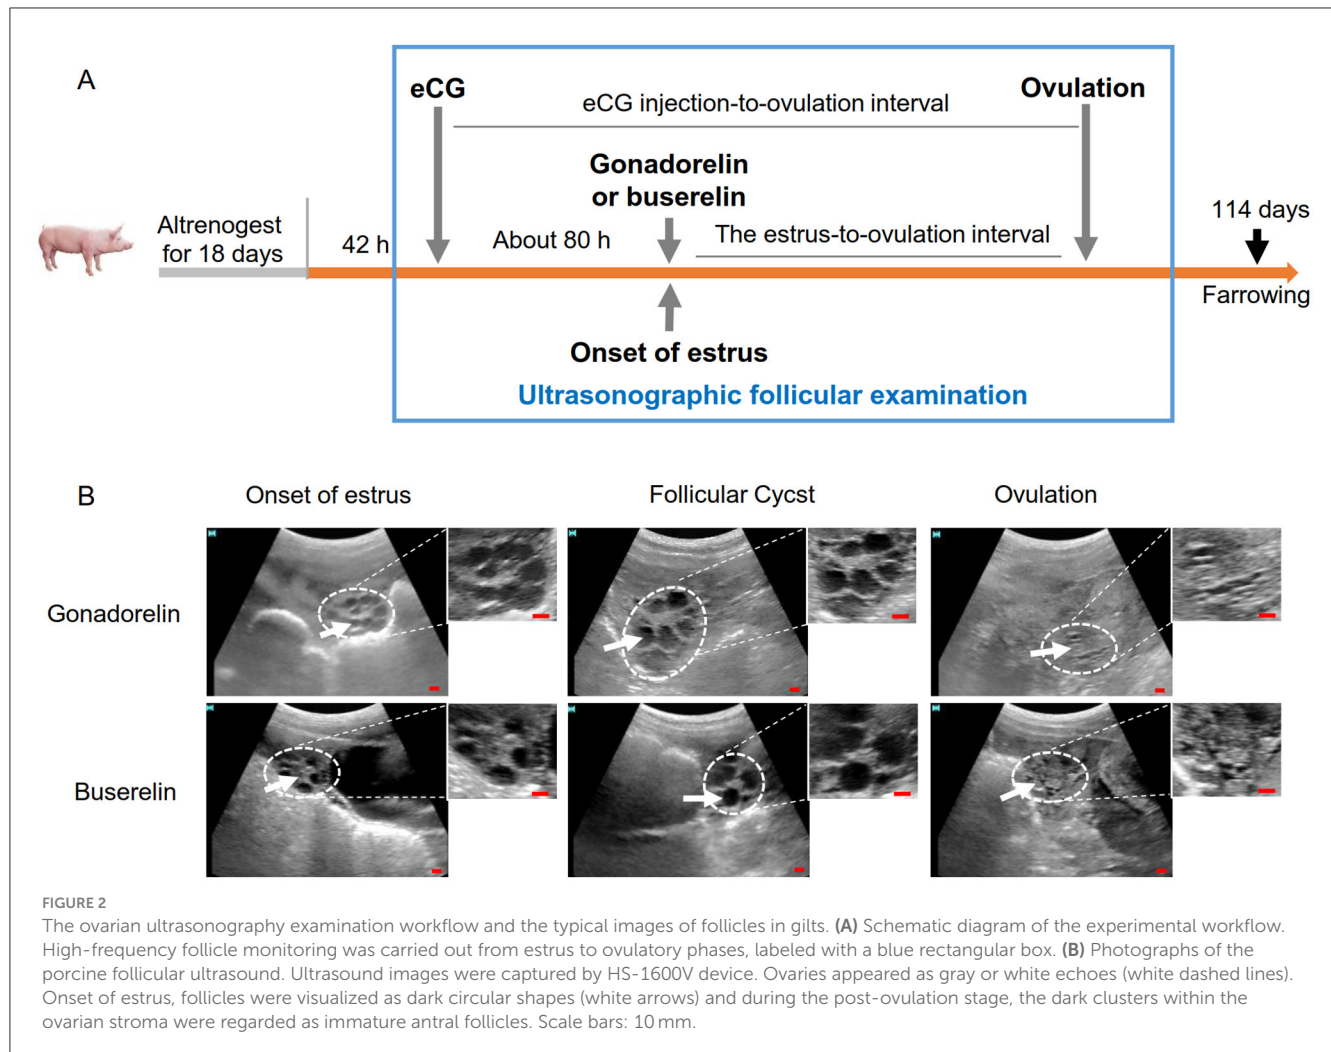 A
eCG
eCG injection-to-ovulation interval
Ovulation
Gonadorelin
or buserelin
Altrenogest
for 18 days
42 h
About 80 h
The estrus-to-ovulation interval
114 days
Farrowing
Onset of estrus
Ultrasonographic follicular examination
B
Onset of estrus
Follicular Cycst
Ovulation
Gonadorelin
Buserelin
FIGURE 2
The ovarian ultrasonography examination workflow and the typical images of follicles in gilts. (A) Schematic diagram of the experimental workflow.
High-frequency follicle monitoring was carried out from estrus to ovulatory phases, labeled with a blue rectangular box. (B) Photographs of the
porcine follicular ultrasound. Ultrasound images were captured by HS-1600V device. Ovaries appeared as gray or white echoes (white dashed lines).
Onset of estrus, follicles were visualized as dark circular shapes (white arrows) and during the post-ovulation stage, the dark clusters within the
ovarian stroma were regarded as immature antral follicles. Scale bars: 10 mm.